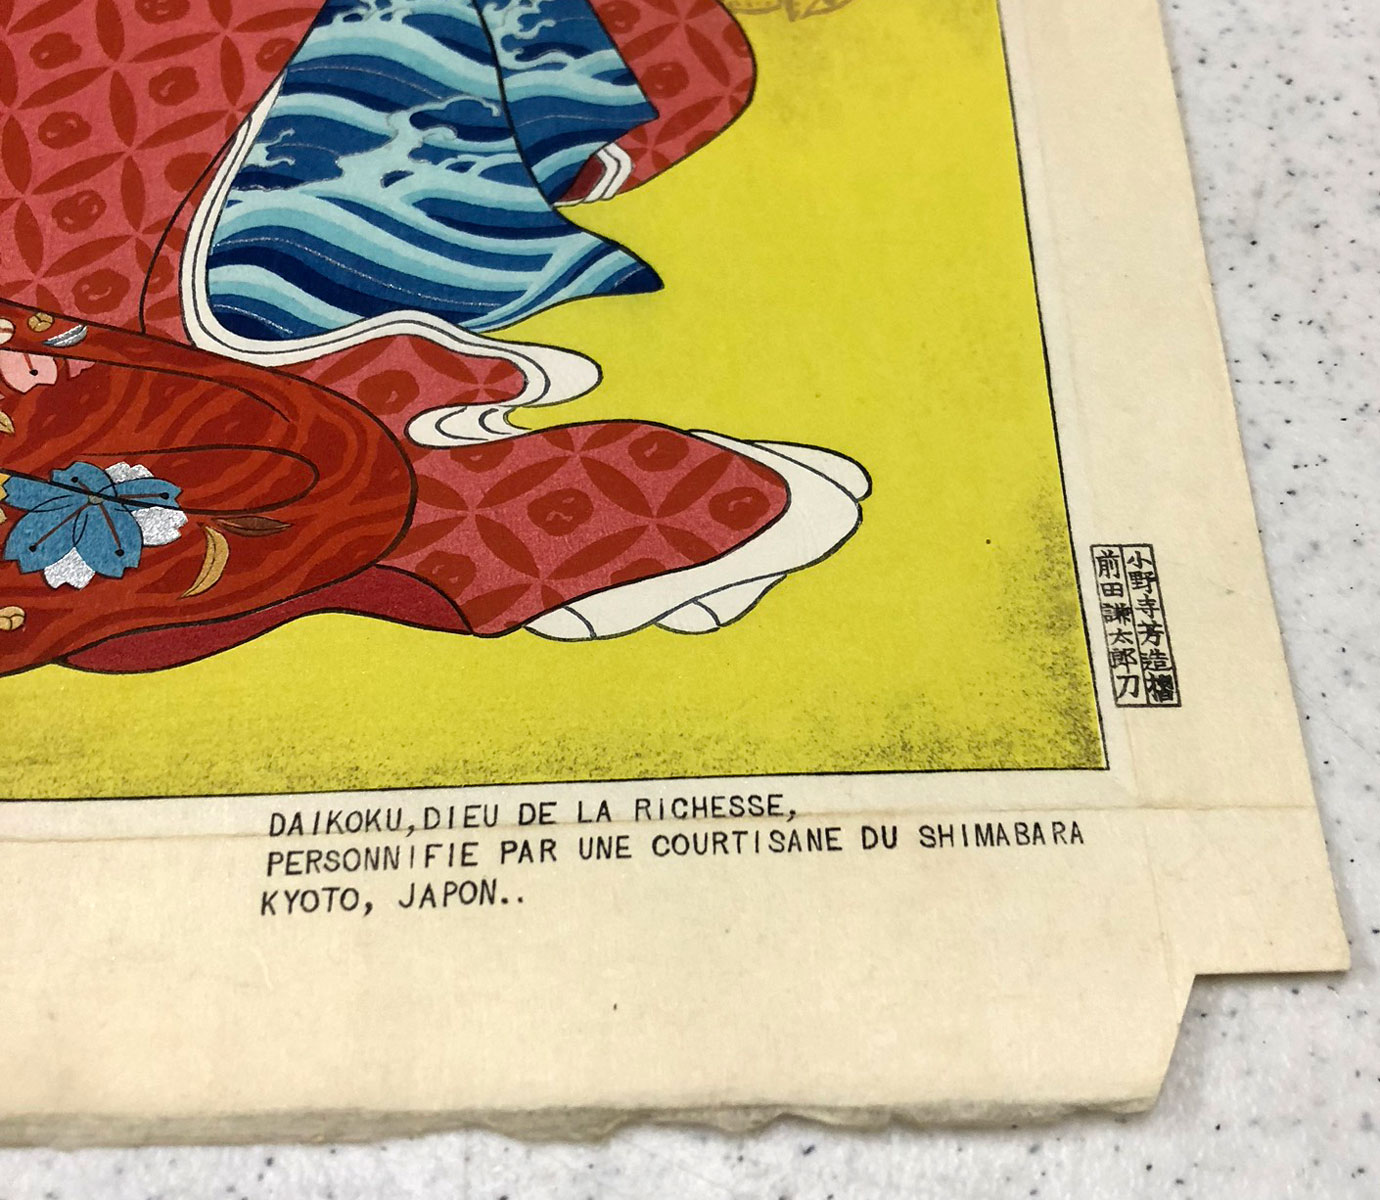 DAIKOKU,DIEU DE LA RICHESSE,
PERSONNIFIE PAR UNE COURTISANE DU SHIMABARA
KYOTO, JAPON..
小野寺芳造摺
前田謙太郎刀